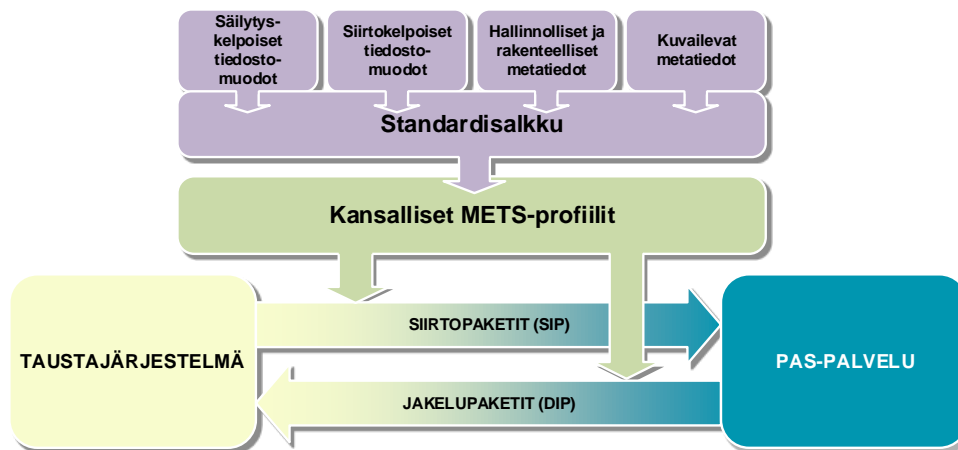 Säilytys-
kelpoiset
tiedosto-
muodot
Siirtokelpoiset
tiedosto-
muodot
Hallinnolliset ja
rakenteelliset
metatiedot
Kuvailevat
metatiedot
Standardisalkku
Kansalliset METS-profiilit
TAUSTAJÄRJESTELMÄ
SIIRTOPAKETIT (SIP)
JAKELUPAKETIT (DIP)
PAS-PALVELU